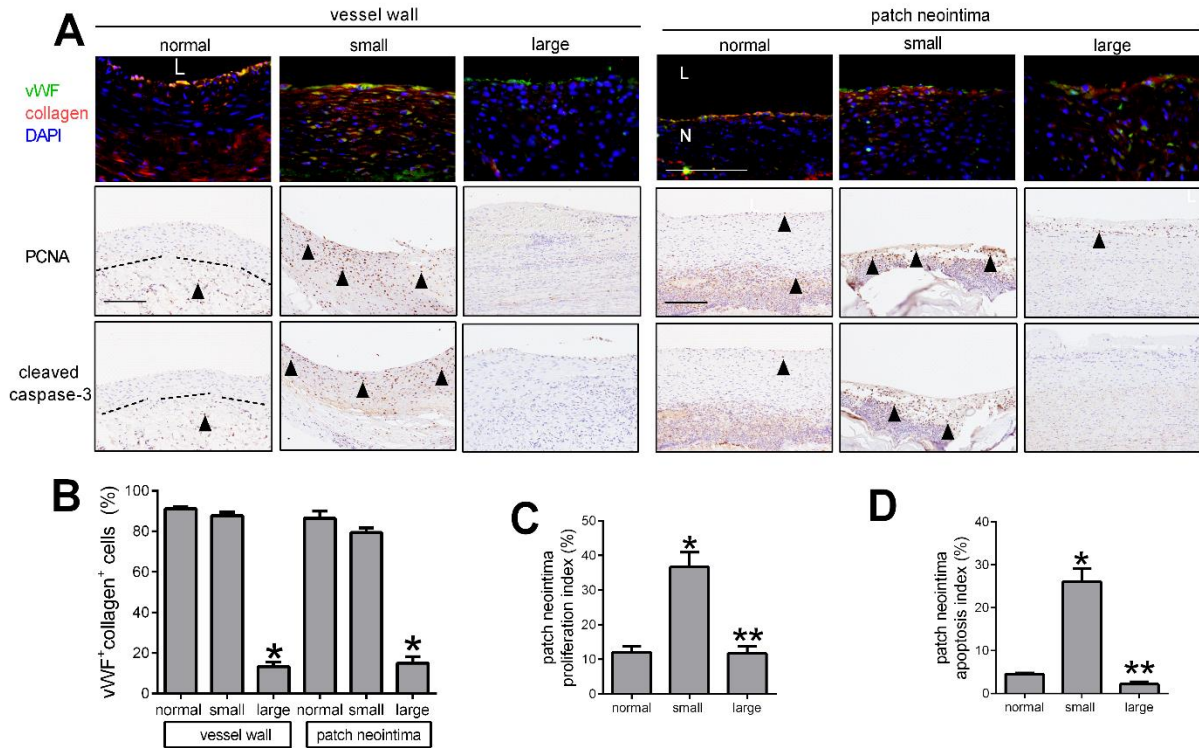 A
vessel wall
patch neointima
normal
small
large
normal
small
large
vWF
collagen
DAPI
L
L
N
PCNA
L
cleaved
caspase-3
B
vWF⁺collagen⁺ cells (%)
100
80
60
40
20
0
normal small large normal small large
* *
vessel wall
patch neointima
C
patch neointima
proliferation index (%)
50
40
30
20
10
0
*
**
normal small large
D
patch neointima
apoptosis index (%)
40
30
20
10
0
*
**
normal small large